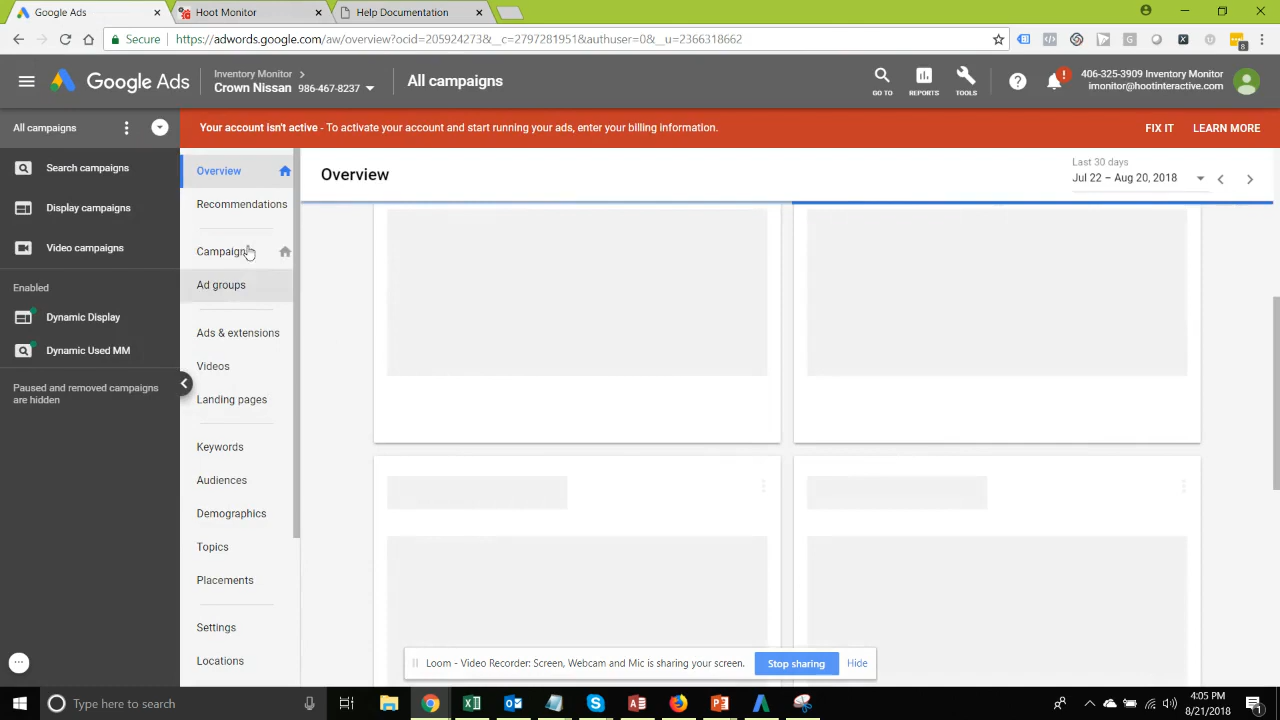 Google Ads
Hoot Monitor
Help Documentation
Secure
https://adwords.google.com/aw/overview?ocid=205924273&__c=2797281951&authuser=0&__u=2366318662
8
Google Ads
Inventory Monitor
Crown Nissan 986-467-8237
All campaigns
GO TO
REPORTS
TOOLS
406-325-3909 Inventory Monitor
imonitor@hootinteractive.com
All campaigns
Your account isn't active - To activate your account and start running your ads, enter your billing information.
FIX IT
LEARN MORE
Search campaigns
Display campaigns
Video campaigns
Enabled
Dynamic Display
Dynamic Used MM
Paused and removed campaigns
are hidden
Overview
Recommendations
Campaigns
Ad groups
Ads & extensions
Videos
Landing pages
Keywords
Audiences
Demographics
Topics
Placements
Settings
Locations
Overview
Last 30 days
Jul 22 – Aug 20, 2018
Loom - Video Recorder: Screen, Webcam and Mic is sharing your screen.
Stop sharing
Hide
Type here to search
4:05 PM
8/21/2018